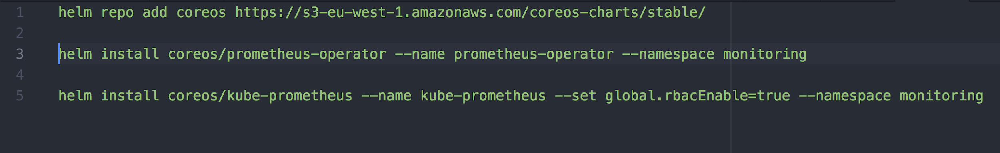 1 helm repo add coreos https://s3-eu-west-1.amazonaws.com/coreos-charts/stable/
2
3 helm install coreos/prometheus-operator --name prometheus-operator --namespace monitoring
4
5 helm install coreos/kube-prometheus --name kube-prometheus --set global.rbacEnable=true --namespace monitoring